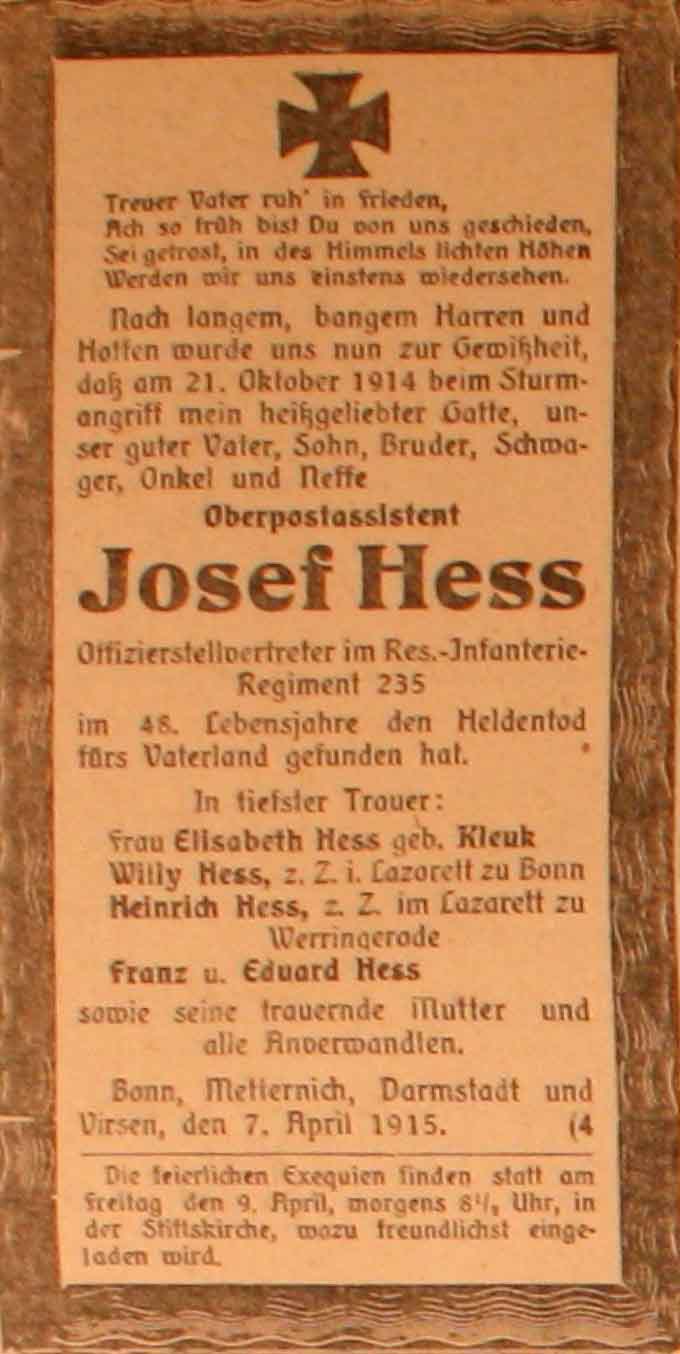 Treuer Vater ruh' in Frieden,
Ach so früh bist Du von uns geschieden,
Sei getrost, in des Himmels lichten Höhen
Werden wir uns einstens wiedersehen.
Nach langem, bangem Harren und
Hoffen wurde uns nun zur Gewißheit,
daß am 21. Oktober 1914 beim Sturm-
angriff mein heißgeliebter Gatte, un-
ser guter Vater, Sohn, Bruder, Schwa-
ger, Onkel und Neffe
Oberpostassistent
Josef Hess
Offizierstellvertreter im Res.-Infanterie-
Regiment 235
im 48. Lebensjahre den Heldentod
fürs Vaterland gefunden hat.
In tiefster Trauer:
Frau Elisabeth Hess geb. Kleuk
Willy Hess, z. Z. i. Lazarett zu Bonn
Heinrich Hess, z. Z. im Lazarett zu
Werringerode
Franz u. Eduard Hess
sowie seine trauernde Mutter und
alle Anverwandten.
Bonn, Metternich, Darmstadt und
Virsen, den 7. April 1915. (4
Die feierlichen Exequien finden statt am
Freitag den 9. April, morgens 8½ Uhr, in
der Stiftskirche, wozu freundlichst einge-
laden wird.